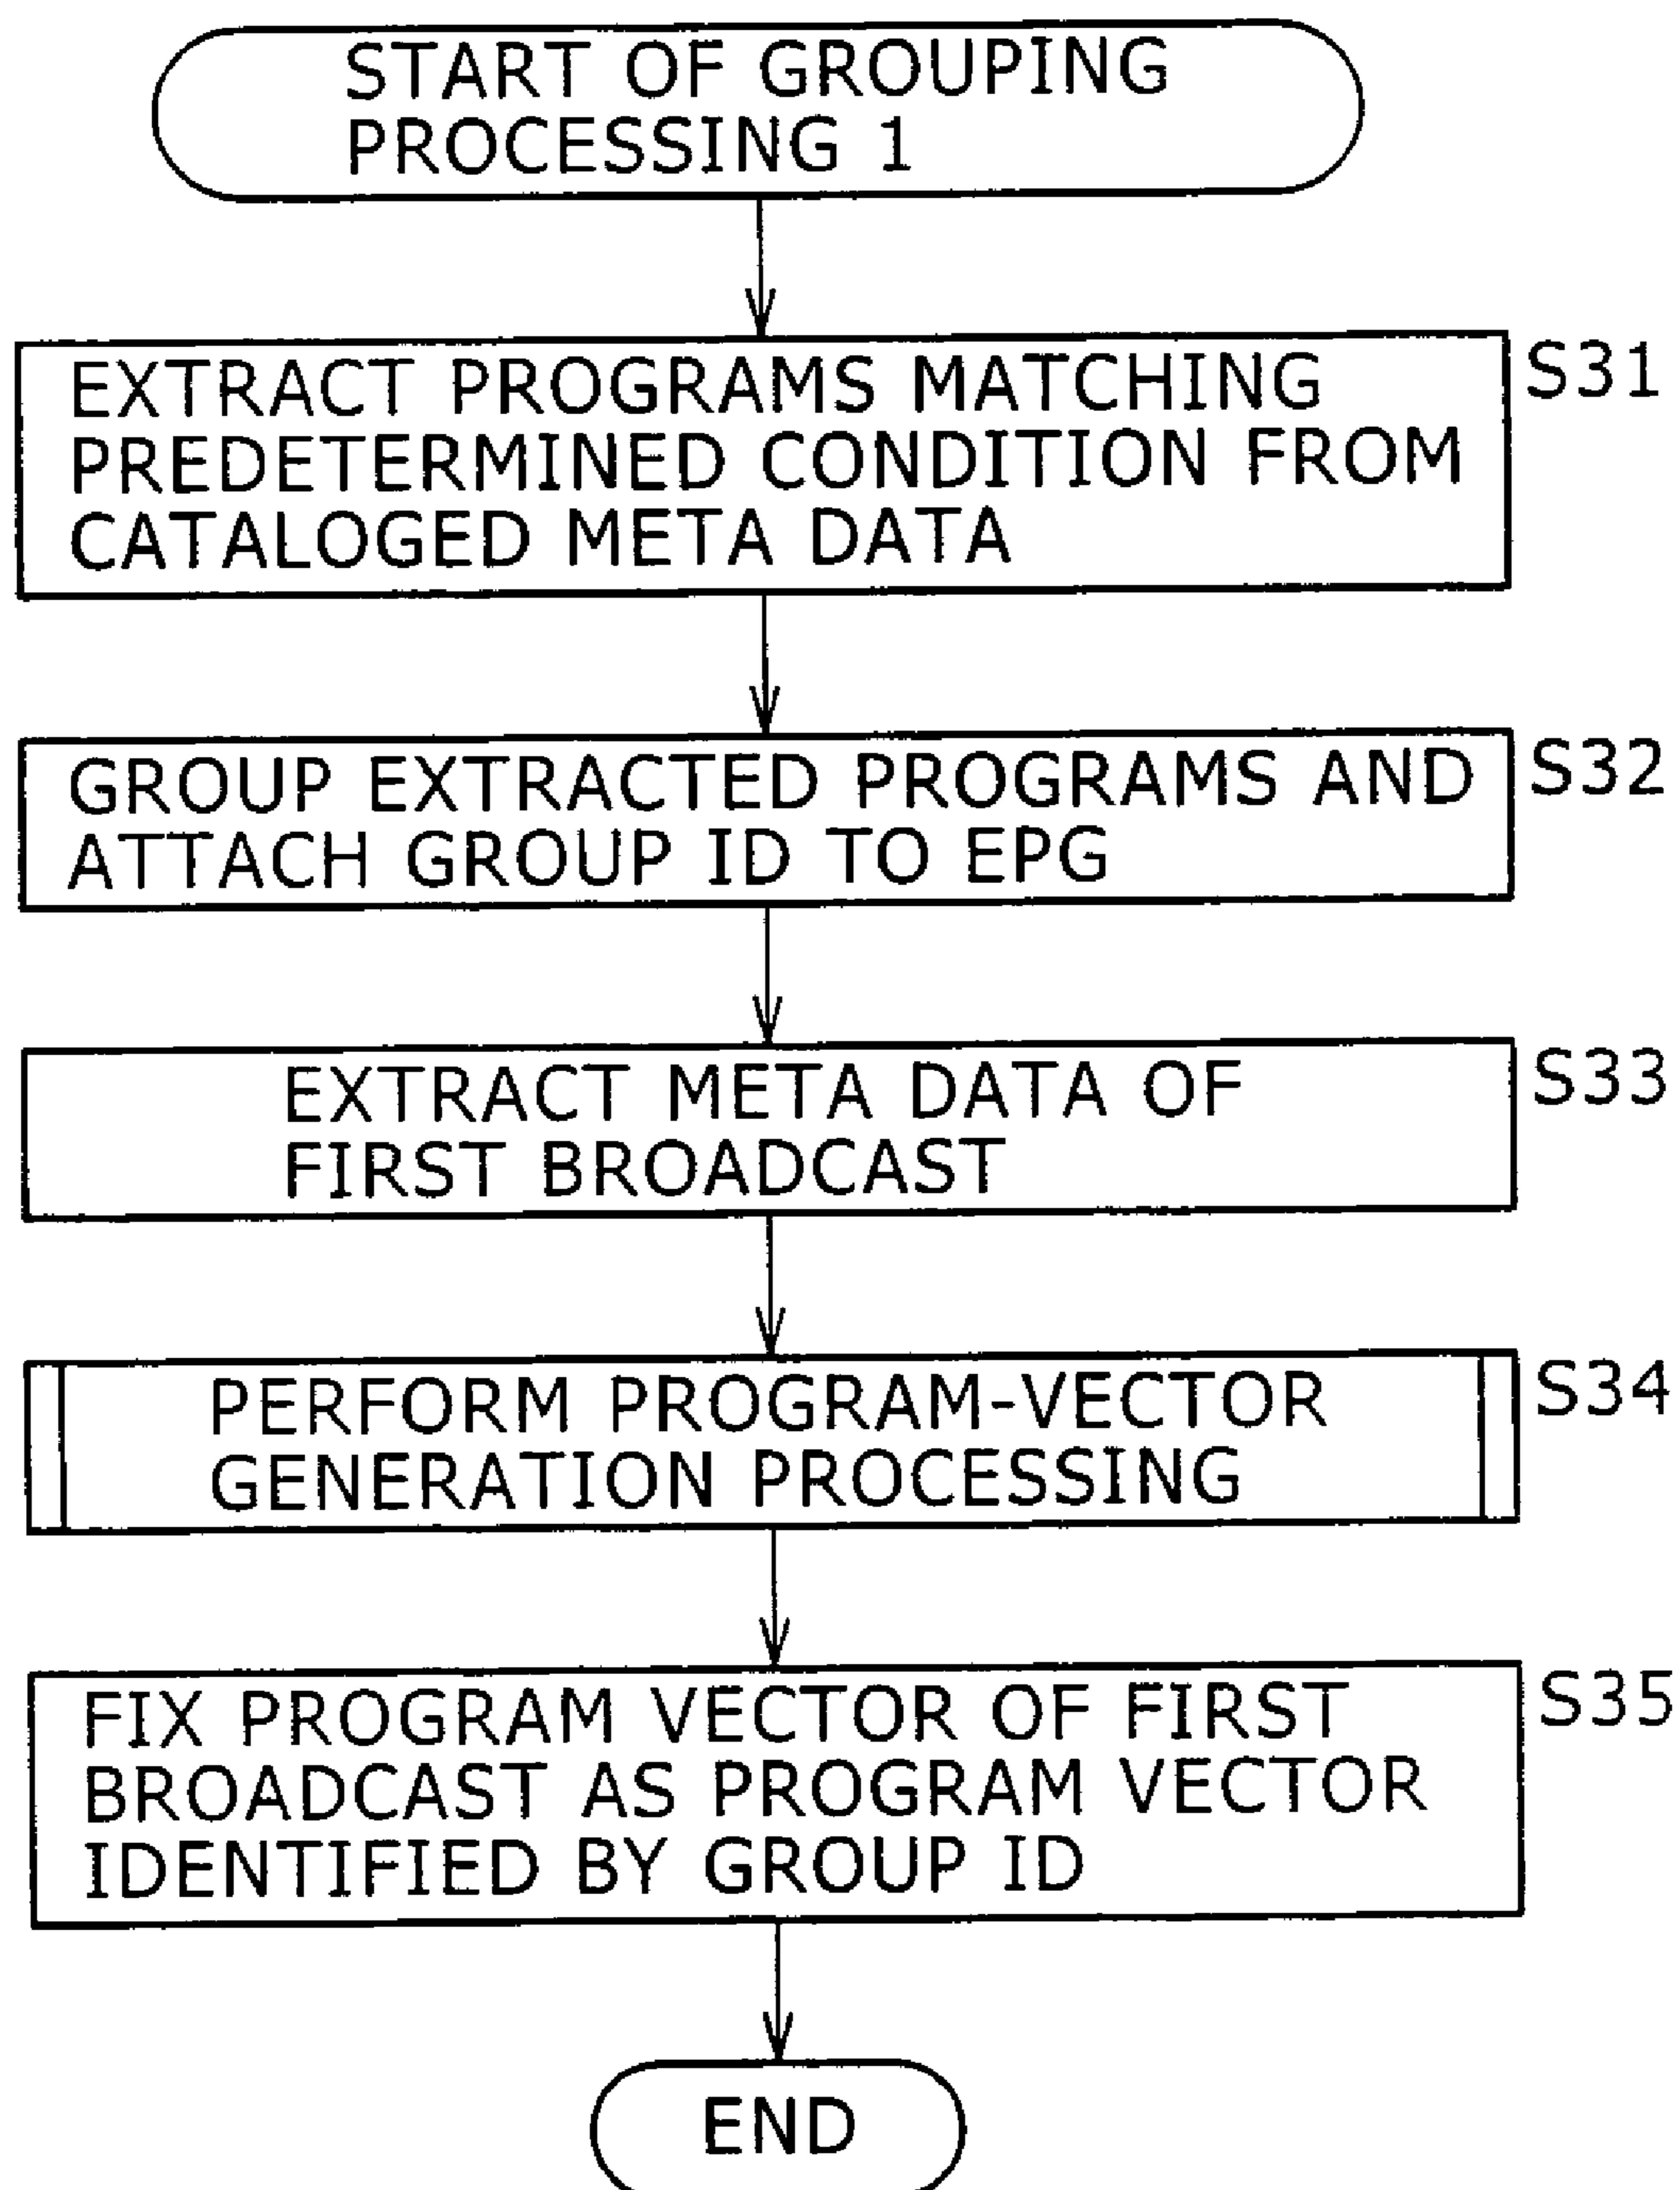 START OF GROUPING
PROCESSING 1
EXTRACT PROGRAMS MATCHING
PREDETERMINED CONDITION FROM
CATALOGED META DATA
S31
GROUP EXTRACTED PROGRAMS AND
ATTACH GROUP ID TO EPG
S32
EXTRACT META DATA OF
FIRST BROADCAST
S33
PERFORM PROGRAM-VECTOR
GENERATION PROCESSING
S34
FIX PROGRAM VECTOR OF FIRST
BROADCAST AS PROGRAM VECTOR
IDENTIFIED BY GROUP ID
S35
END